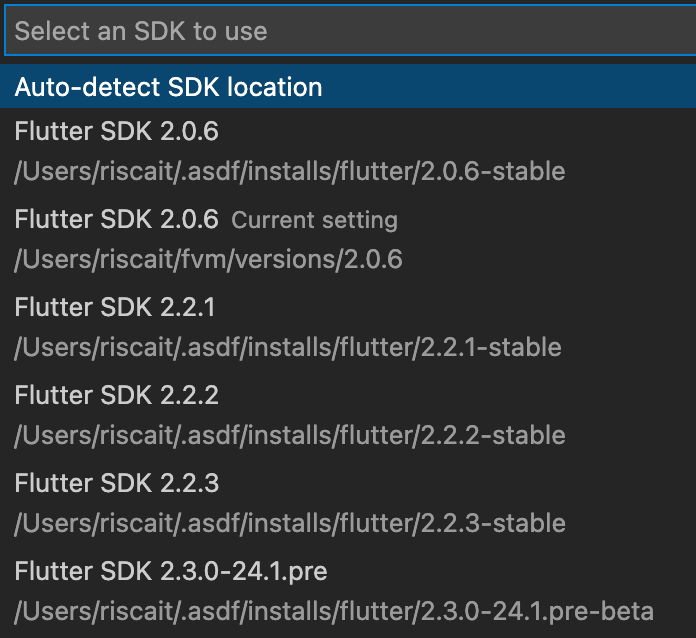 Select an SDK to use
Auto-detect SDK location
Flutter SDK 2.0.6
/Users/riscait/.asdf/installs/flutter/2.0.6-stable
Flutter SDK 2.0.6 Current setting
/Users/riscait/fvm/versions/2.0.6
Flutter SDK 2.2.1
/Users/riscait/.asdf/installs/flutter/2.2.1-stable
Flutter SDK 2.2.2
/Users/riscait/.asdf/installs/flutter/2.2.2-stable
Flutter SDK 2.2.3
/Users/riscait/.asdf/installs/flutter/2.2.3-stable
Flutter SDK 2.3.0-24.1.pre
/Users/riscait/.asdf/installs/flutter/2.3.0-24.1.pre-beta